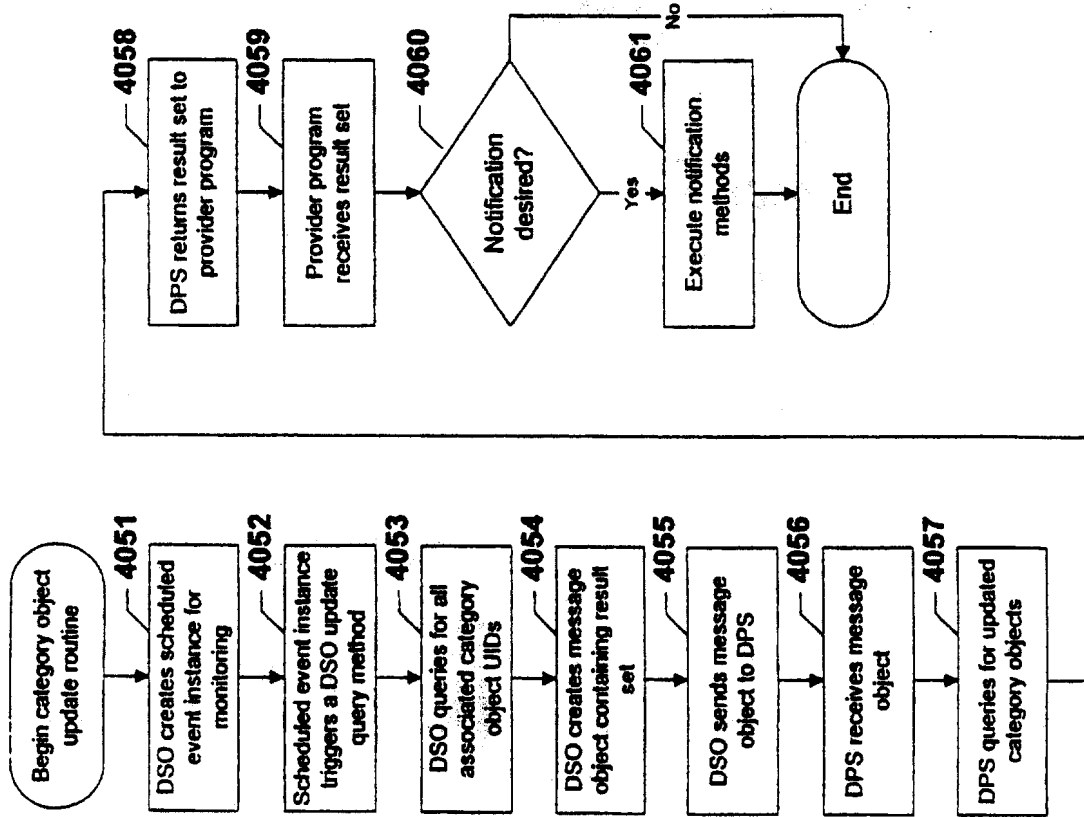 Begin category object
update routine
4051
DSO creates scheduled
event instance for
monitoring
4052
Scheduled event instance
triggers a DSO update
query method
4053
DSO queries for all
associated category
object UIDs
4054
DSO creates message
object containing result
set
4055
DSO sends message
object to DPS
4056
DPS receives message
object
4057
DPS queries for updated
category objects
4058
DPS returns result set to
provider program
4059
Provider program
receives result set
4060
Notification
desired?
No
Yes
4061
Execute notification
methods
End